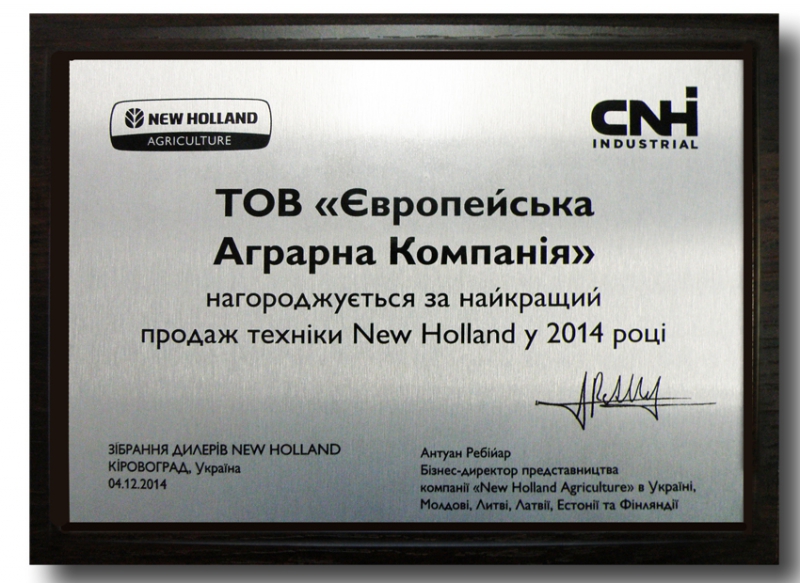 NEW HOLLAND
AGRICULTURE
CNH
INDUSTRIAL
ТОВ «Європейська
Аграрна Компанія»
нагороджується за найкращий
продаж техніки New Holland у 2014 році
ЗІБРАННЯ ДИЛЕРІВ NEW HOLLAND
КІРОВОГРАД, Україна
04.12.2014
Антуан Ребійар
Бізнес-директор представництва
компанії «New Holland Agriculture» в Україні,
Молдові, Литві, Латвії, Естонії та Фінляндії